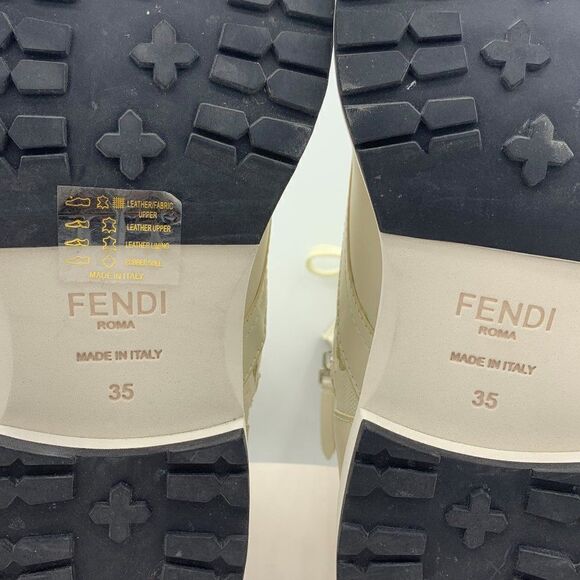 LEATHER/FABRIC
UPPER
LEATHER UPPER
LEATHER LINING
RUBBER SOLE
MADE IN ITALY
FENDI
ROMA
MADE IN ITALY
35
FENDI
ROMA
MADE IN ITALY
35